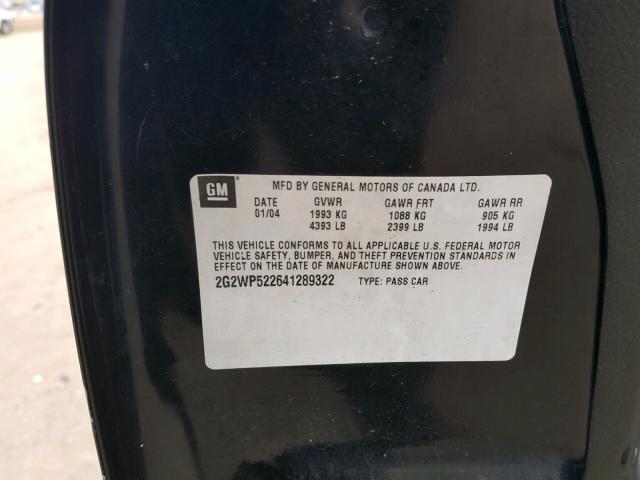 GM MFD BY GENERAL MOTORS OF CANADA LTD.
DATE GVWR GAWR FRT GAWR RR
01/04 1993 KG 1088 KG 905 KG
4393 LB 2399 LB 1994 LB
THIS VEHICLE CONFORMS TO ALL APPLICABLE U.S. FEDERAL MOTOR
VEHICLE SAFETY, BUMPER, AND THEFT PREVENTION STANDARDS IN
EFFECT ON THE DATE OF MANUFACTURE SHOWN ABOVE.
2G2WP522641289322 TYPE: PASS CAR